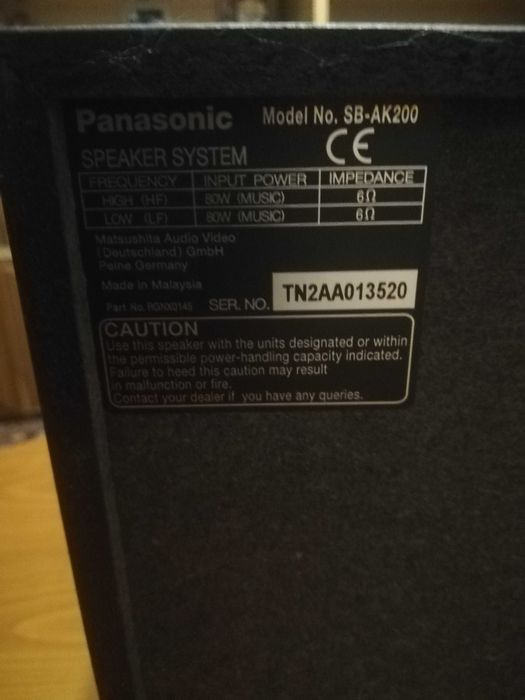 Panasonic Model No. SB-AK200
SPEAKER SYSTEM CE
FREQUENCY INPUT POWER IMPEDANCE
HIGH (HF) 80W (MUSIC) 6Ω
LOW (LF) 80W (MUSIC) 6Ω
Matsushita Audio Video
(Deutschland) GmbH
Peine Germany
Made in Malaysia
Part No. RGNX0145 SER. NO. TN2AA013520
CAUTION
Use this speaker with the units designated or within
the permissible power-handling capacity indicated.
Failure to heed this caution may result
in malfunction or fire.
Contact your dealer if you have any queries.